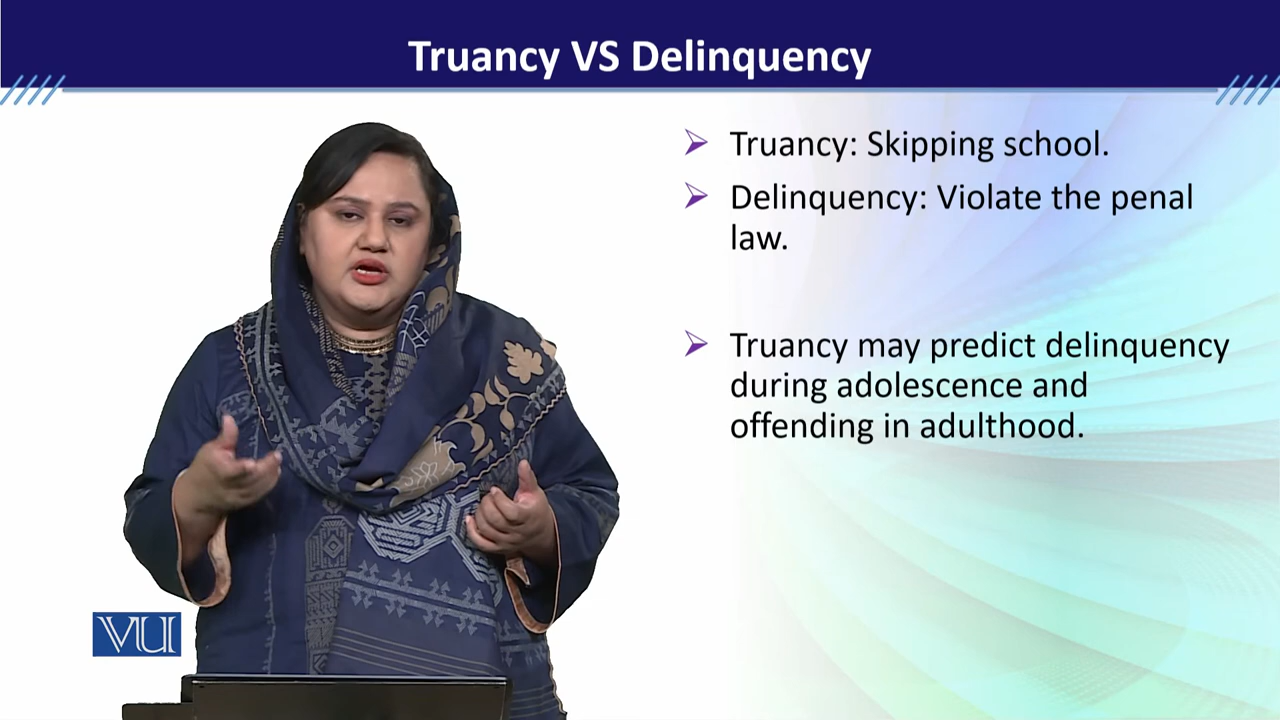 Truancy VS Delinquency
➢ Truancy: Skipping school.
➢ Delinquency: Violate the penal
law.
➢ Truancy may predict delinquency
during adolescence and
offending in adulthood.
VU